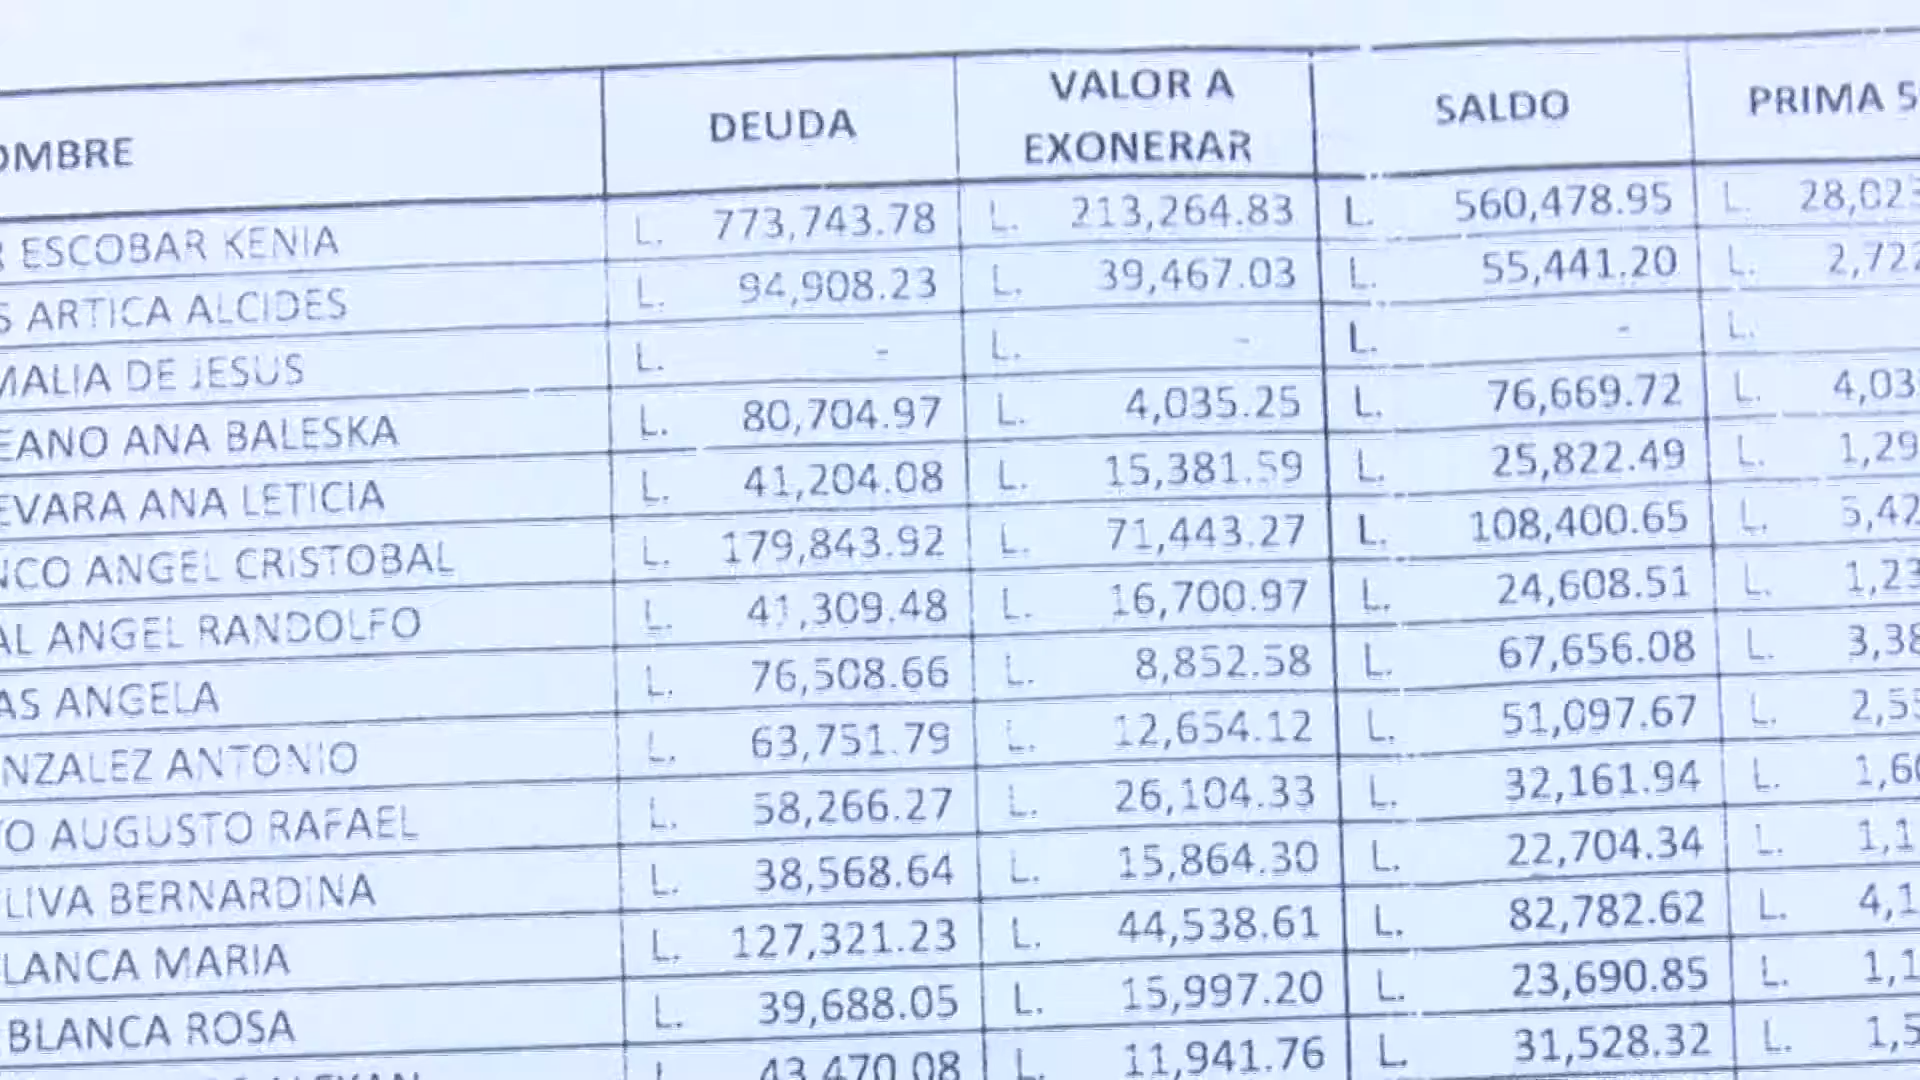 OMBRE DEUDA VALOR A EXONERAR SALDO PRIMA 5
R ESCOBAR KENIA L. 773,743.78 L. 213,264.83 L. 560,478.95 L. 28,023
S ARTICA ALCIDES L. 94,908.23 L. 39,467.03 L. 55,441.20 L. 2,722
MALIA DE JESUS L. - L. - L. - L.
EANO ANA BALESKA L. 80,704.97 L. 4,035.25 L. 76,669.72 L. 4,03
EVARA ANA LETICIA L. 41,204.08 L. 15,381.59 L. 25,822.49 L. 1,29
NCO ANGEL CRISTOBAL L. 179,843.92 L. 71,443.27 L. 108,400.65 L. 5,42
AL ANGEL RANDOLFO L. 41,309.48 L. 16,700.97 L. 24,608.51 L. 1,23
AS ANGELA L. 76,508.66 L. 8,852.58 L. 67,656.08 L. 3,38
NZALEZ ANTONIO L. 63,751.79 L. 12,654.12 L. 51,097.67 L. 2,55
O AUGUSTO RAFAEL L. 58,266.27 L. 26,104.33 L. 32,161.94 L. 1,60
LIVA BERNARDINA L. 38,568.64 L. 15,864.30 L. 22,704.34 L. 1,1
LANCA MARIA L. 127,321.23 L. 44,538.61 L. 82,782.62 L. 4,1
BLANCA ROSA L. 39,688.05 L. 15,997.20 L. 23,690.85 L. 1,1
L. 43,470.08 L. 11,941.76 L. 31,528.32 L. 1,5